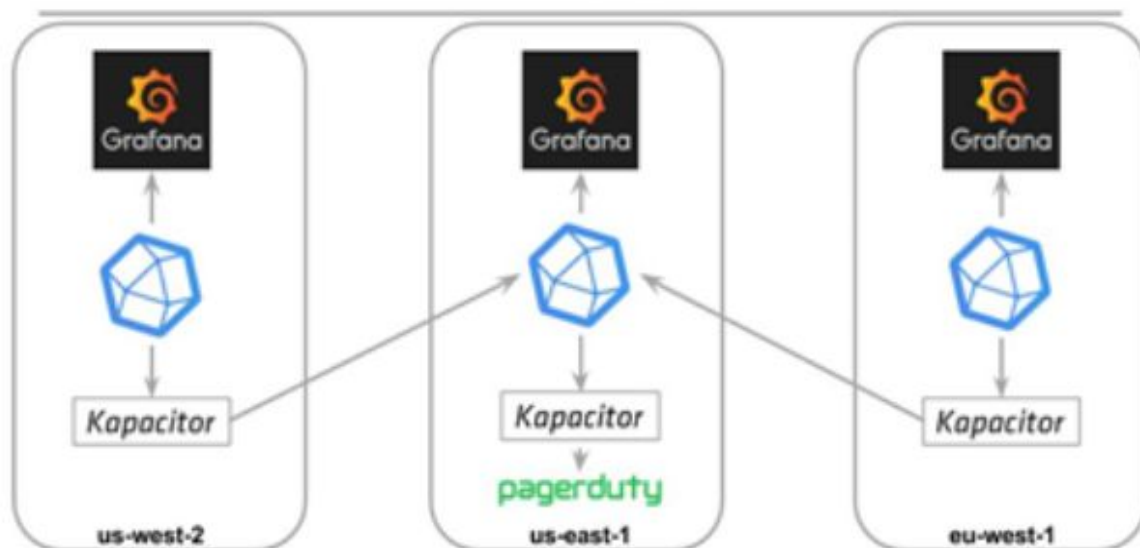 Grafana
Grafana
Grafana
Kapacitor
Kapacitor
Kapacitor
pagerduty
us-west-2
us-east-1
eu-west-1